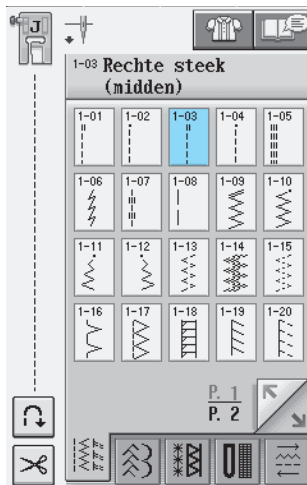 J
1-03 Rechte steek
(midden)
1-01 1-02 1-03 1-04 1-05
1-06 1-07 1-08 1-09 1-10
1-11 1-12 1-13 1-14 1-15
1-16 1-17 1-18 1-19 1-20
P. 1
P. 2